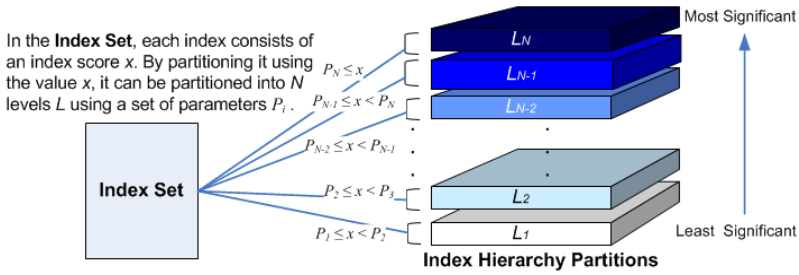 In the Index Set, each index consists of
an index score x. By partitioning it using
the value x, it can be partitioned into N
levels L using a set of parameters Pi .
Index Set
PN ≤ x
PN-1 ≤ x < PN
PN-2 ≤ x < PN-1
P2 ≤ x < P3
P1 ≤ x < P2
LN
LN-1
LN-2
L2
L1
Index Hierarchy Partitions
Most Significant
Least Significant